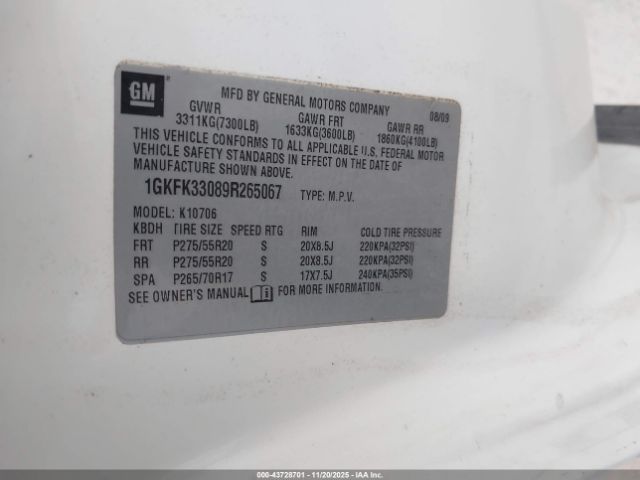 GM
MFD BY GENERAL MOTORS COMPANY 08/09
GVWR GAWR FRT GAWR RR
3311KG(7300LB) 1633KG(3600LB) 1860KG(4100LB)
THIS VEHICLE CONFORMS TO ALL APPLICABLE U.S. FEDERAL MOTOR
VEHICLE SAFETY STANDARDS IN EFFECT ON THE DATE OF
MANUFACTURE SHOWN ABOVE.
1GKFK33089R265067 TYPE: M.P.V.
MODEL: K10706
KBDH TIRE SIZE SPEED RTG RIM COLD TIRE PRESSURE
FRT P275/55R20 S 20X8.5J 220KPA(32PSI)
RR P275/55R20 S 20X8.5J 220KPA(32PSI)
SPA P265/70R17 S 17X7.5J 240KPA(35PSI)
SEE OWNER'S MANUAL i FOR MORE INFORMATION.
000-43728701 - 11/20/2025 - IAAI.COM